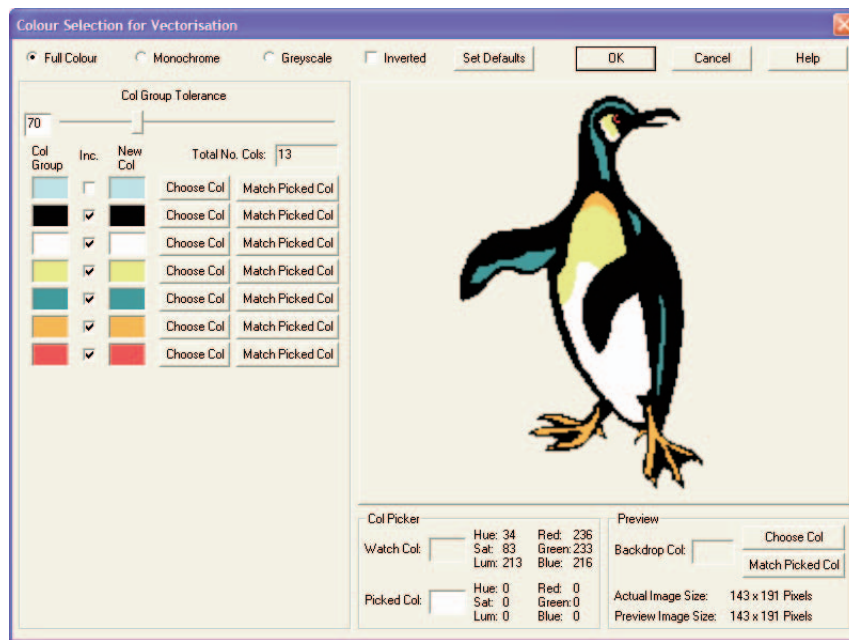 Colour Selection for Vectorisation
Full Colour Monochrome Greyscale Inverted Set Defaults OK Cancel Help
Col Group Tolerance
70
Col Group Inc. New Col Total No. Cols: 13
Choose Col Match Picked Col
Choose Col Match Picked Col
Choose Col Match Picked Col
Choose Col Match Picked Col
Choose Col Match Picked Col
Choose Col Match Picked Col
Choose Col Match Picked Col
Col Picker
Watch Col: Hue: 34 Red: 236
Sat: 83 Green: 233
Lum: 213 Blue: 216
Picked Col: Hue: 0 Red: 0
Sat: 0 Green: 0
Lum: 0 Blue: 0
Preview
Backdrop Col: Choose Col
Match Picked Col
Actual Image Size: 143 x 191 Pixels
Preview Image Size: 143 x 191 Pixels